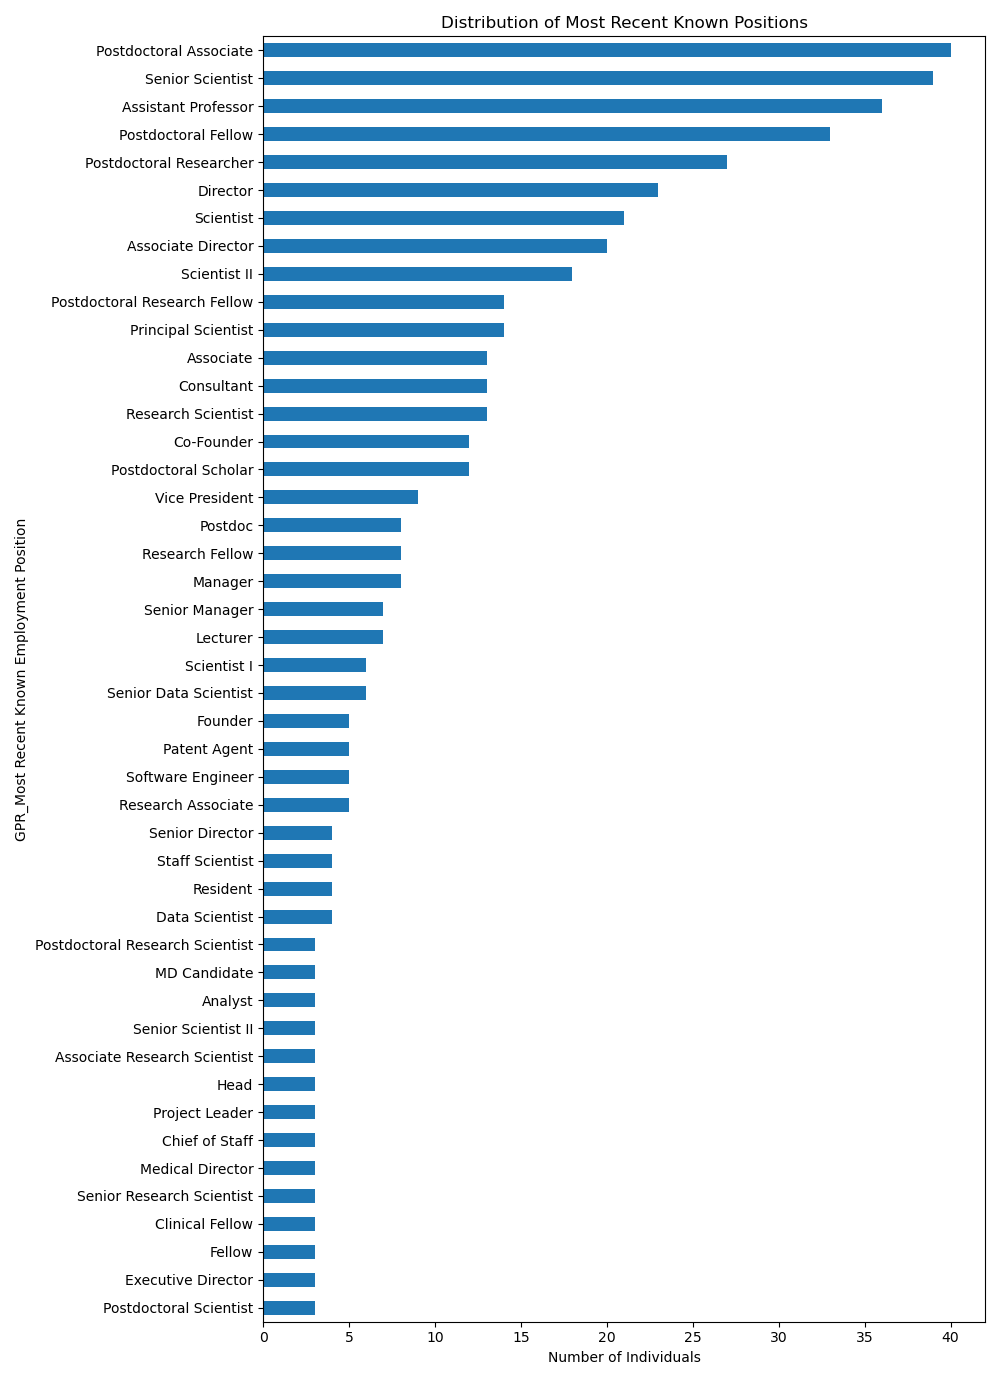 Distribution of Most Recent Known Positions
GPR_Most Recent Known Employment Position
Postdoctoral Associate
Senior Scientist
Assistant Professor
Postdoctoral Fellow
Postdoctoral Researcher
Director
Scientist
Associate Director
Scientist II
Postdoctoral Research Fellow
Principal Scientist
Associate
Consultant
Research Scientist
Co-Founder
Postdoctoral Scholar
Vice President
Postdoc
Research Fellow
Manager
Senior Manager
Lecturer
Scientist I
Senior Data Scientist
Founder
Patent Agent
Software Engineer
Research Associate
Senior Director
Staff Scientist
Resident
Data Scientist
Postdoctoral Research Scientist
MD Candidate
Analyst
Senior Scientist II
Associate Research Scientist
Head
Project Leader
Chief of Staff
Medical Director
Senior Research Scientist
Clinical Fellow
Fellow
Executive Director
Postdoctoral Scientist
0 5 10 15 20 25 30 35 40
Number of Individuals